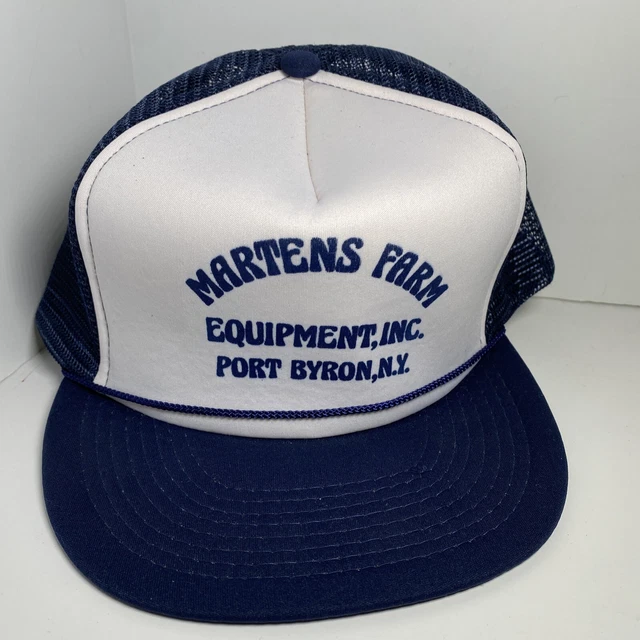 MARTENS FARM
EQUIPMENT, INC.
PORT BYRON, N.Y.